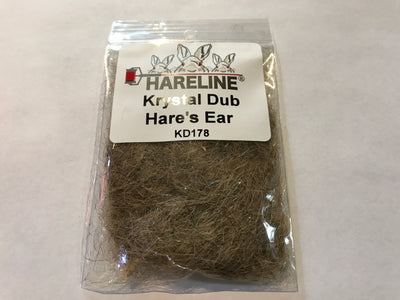 HARELINE®
Krystal Dub
Hare's Ear
KD178